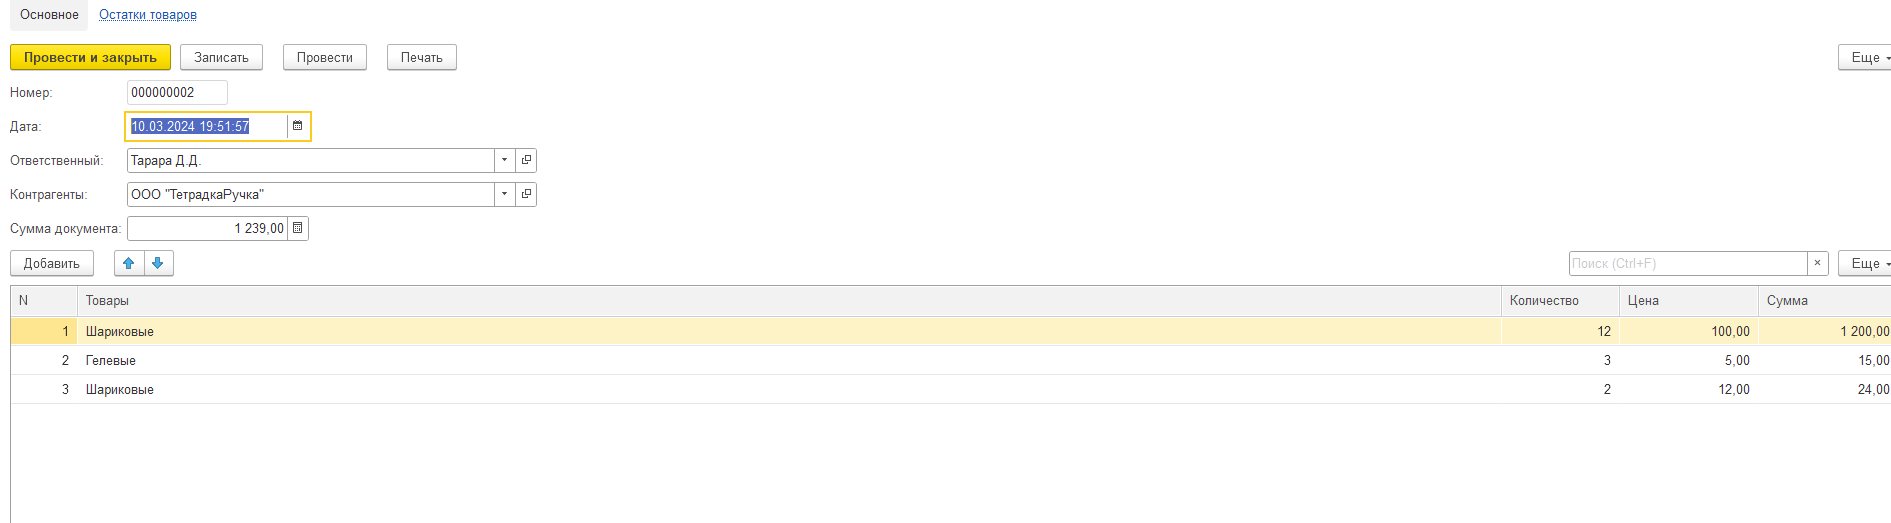 Основное Остатки товаров
Провести и закрыть Записать Провести Печать Еще
Номер: 000000002
Дата: 10.03.2024 19:51:57
Ответственный: Тарара Д.Д.
Контрагенты: ООО "ТетрадкаРучка"
Сумма документа: 1 239,00
Добавить Поиск (Ctrl+F) × Еще
N Товары Количество Цена Сумма
1 Шариковые 12 100,00 1 200,00
2 Гелевые 3 5,00 15,00
3 Шариковые 2 12,00 24,00